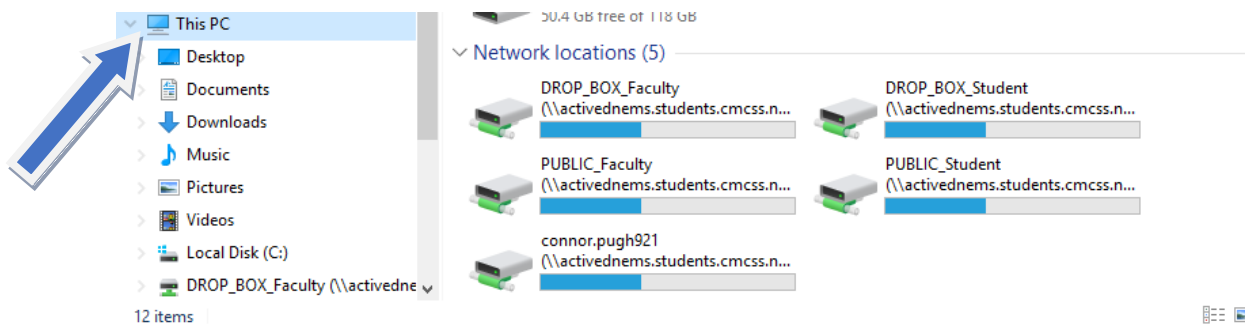 This PC
Desktop
Documents
Downloads
Music
Pictures
Videos
Local Disk (C:)
DROP_BOX_Faculty (\\activedne
12 items
50.4 GB free of 118 GB
Network locations (5)
DROP_BOX_Faculty
(\\activednems.students.cmcss.n...
DROP_BOX_Student
(\\activednems.students.cmcss.n...
PUBLIC_Faculty
(\\activednems.students.cmcss.n...
PUBLIC_Student
(\\activednems.students.cmcss.n...
connor.pugh921
(\\activednems.students.cmcss.n...